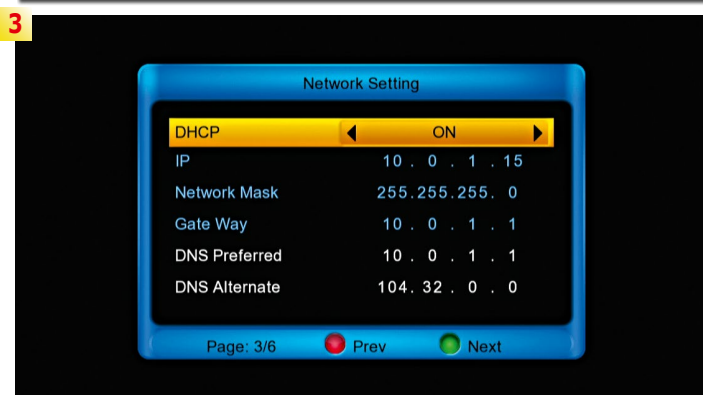 3
Network Setting
DHCP ON
IP 10 . 0 . 1 . 15
Network Mask 255.255.255. 0
Gate Way 10 . 0 . 1 . 1
DNS Preferred 10 . 0 . 1 . 1
DNS Alternate 104. 32 . 0 . 0
Page: 3/6 Prev Next